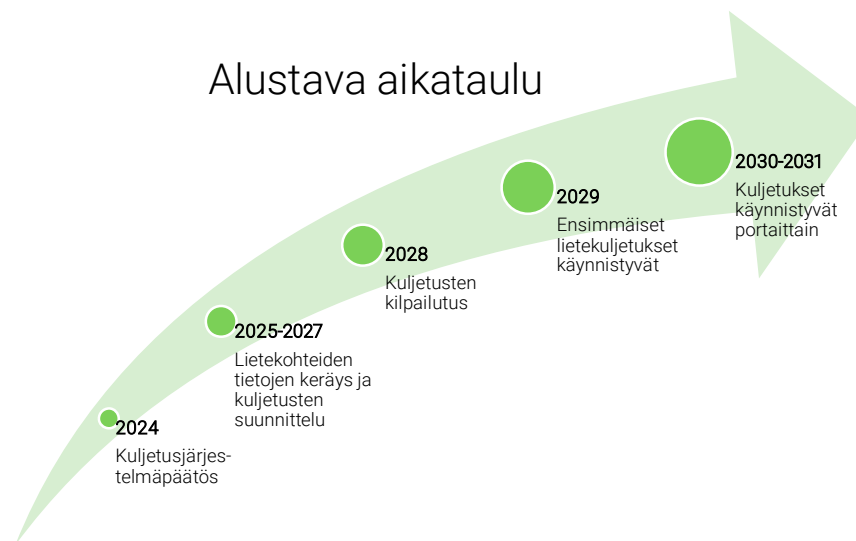 Alustava aikataulu
2024
Kuljetusjärjes-
telmäpäätös
2025-2027
Lietekohteiden
tietojen keräys ja
kuljetusten
suunnittelu
2028
Kuljetusten
kilpailutus
2029
Ensimmäiset
lietekuljetukset
käynnistyvät
2030-2031
Kuljetukset
käynnistyvät
portaittain